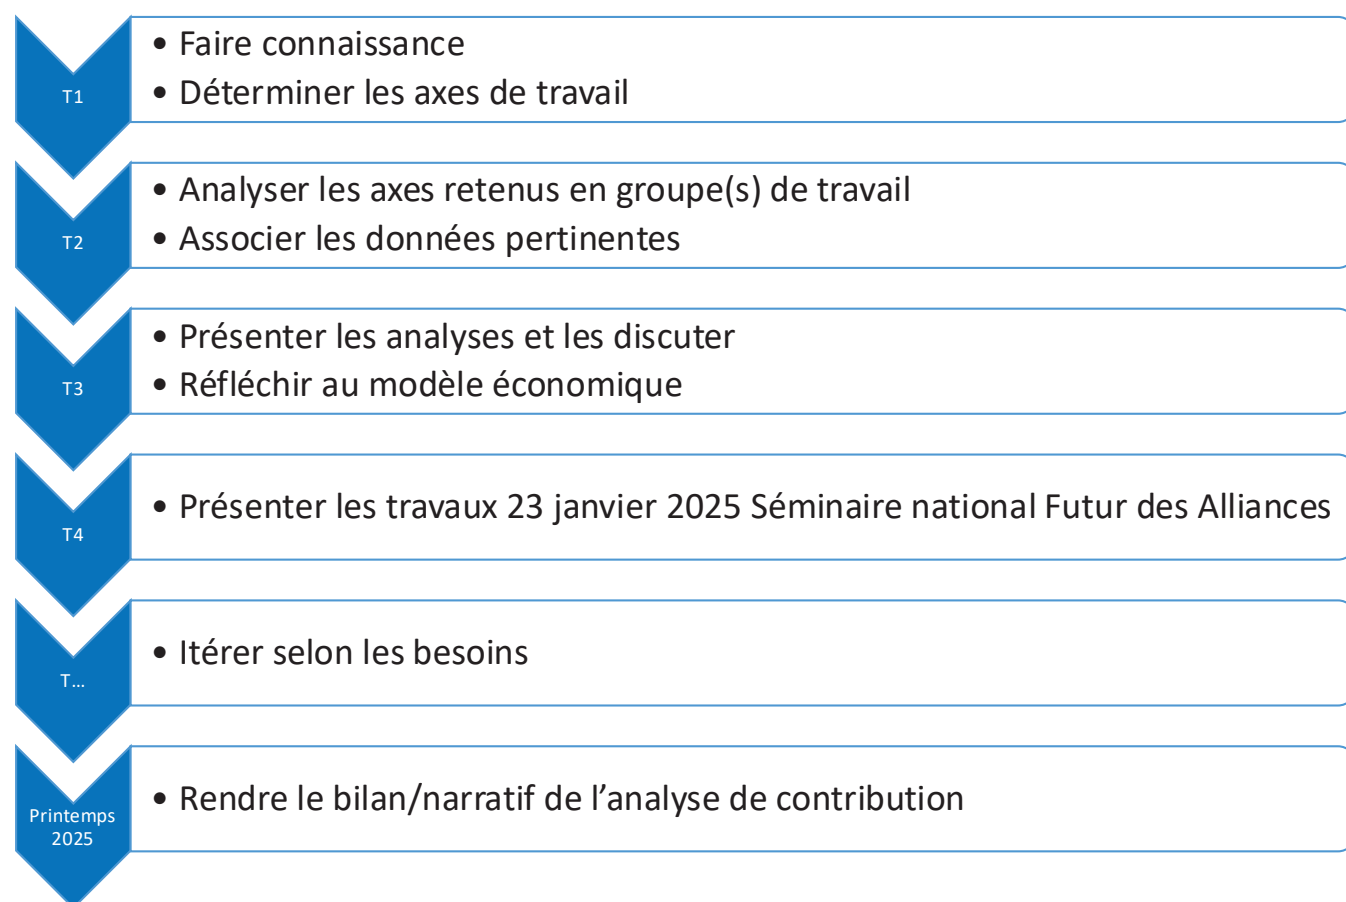 T1
• Faire connaissance
• Déterminer les axes de travail
T2
• Analyser les axes retenus en groupe(s) de travail
• Associer les données pertinentes
T3
• Présenter les analyses et les discuter
• Réfléchir au modèle économique
T4
• Présenter les travaux 23 janvier 2025 Séminaire national Futur des Alliances
T...
• Itérer selon les besoins
Printemps
2025
• Rendre le bilan/narratif de l’analyse de contribution